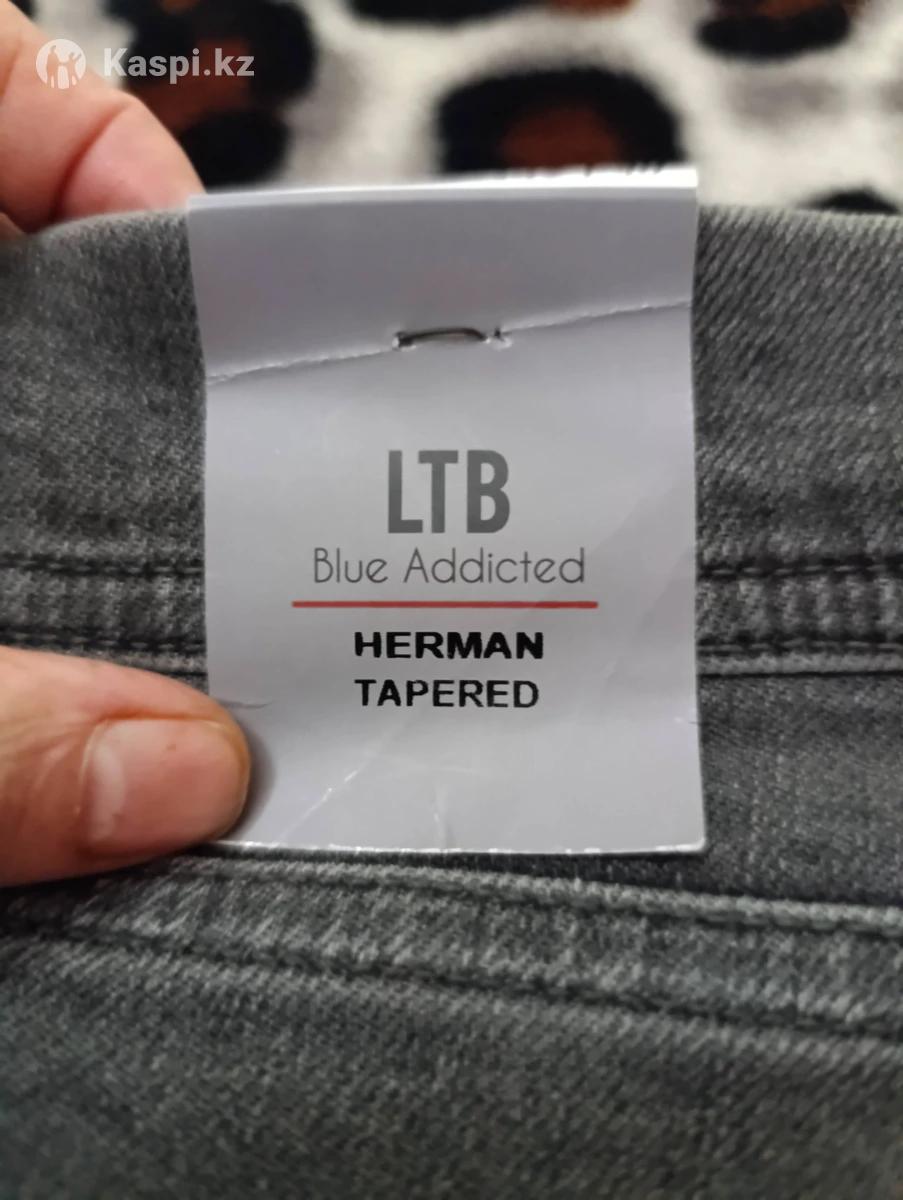 Kaspi.kz
LTB
Blue Addicted
HERMAN
TAPERED